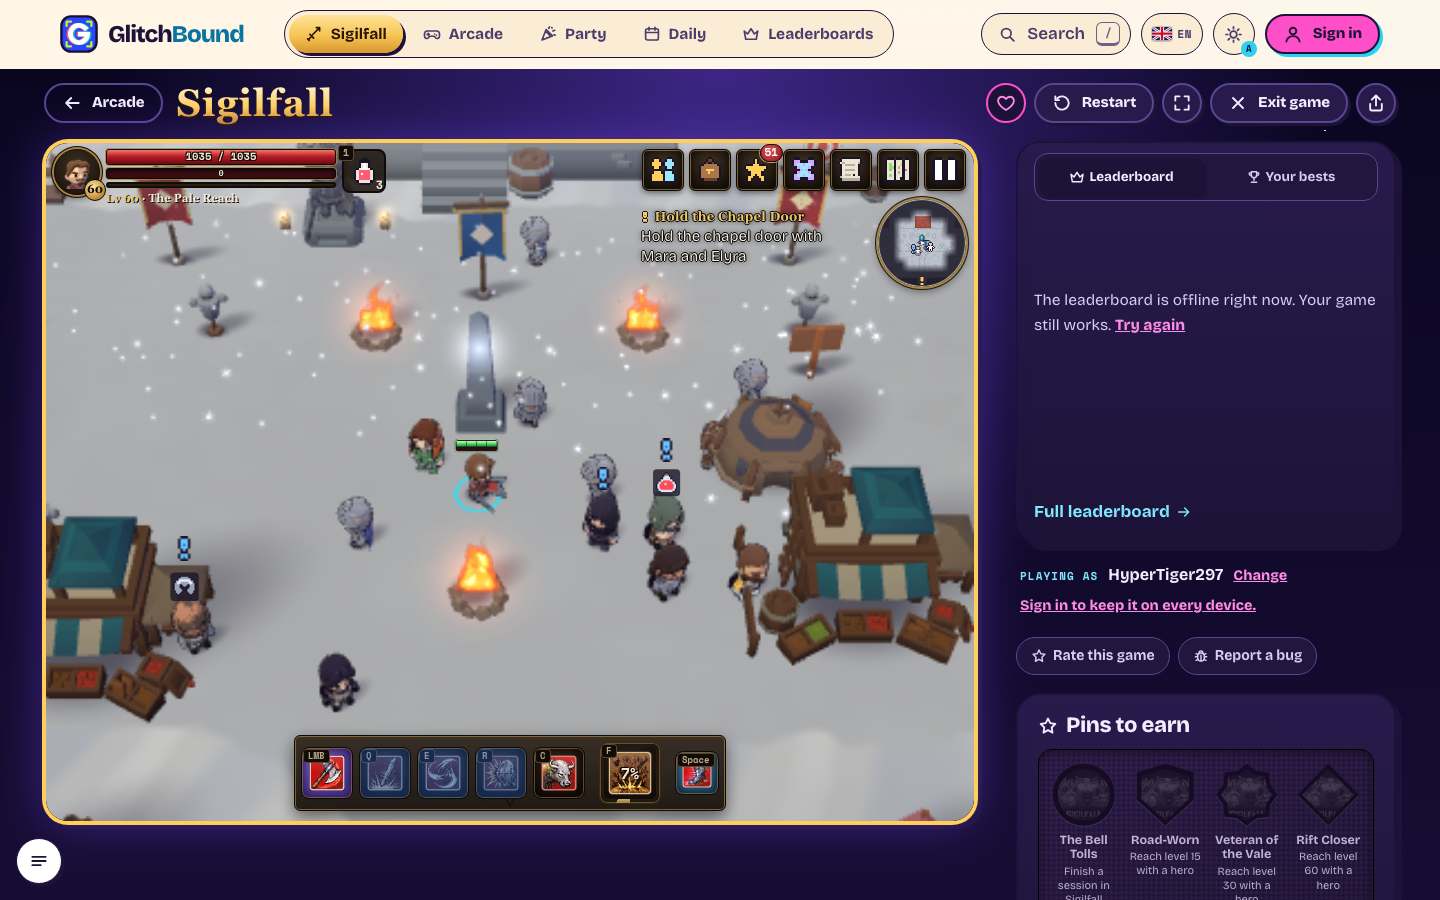 GlitchBound
Sigilfall
Arcade
Party
Daily
Leaderboards
Search /
EN
A
Sign in
Arcade
Sigilfall
Restart
Exit game
1035 / 1035
0
60
Lv 60 · The Pale Reach
1
3
51
! Hold the Chapel Door
Hold the chapel door with
Mara and Elyra
LMB
Q
E
R
C
F
7%
Space
Leaderboard
Your bests
The leaderboard is offline right now. Your game
still works. Try again
Full leaderboard →
PLAYING AS HyperTiger297 Change
Sign in to keep it on every device.
Rate this game
Report a bug
Pins to earn
The Bell
Tolls
Finish a
session in
Sigilfall
Road-Worn
Reach level 15
with a hero
Veteran of
the Vale
Reach level
30 with a
hero
Rift Closer
Reach level
60 with a
hero